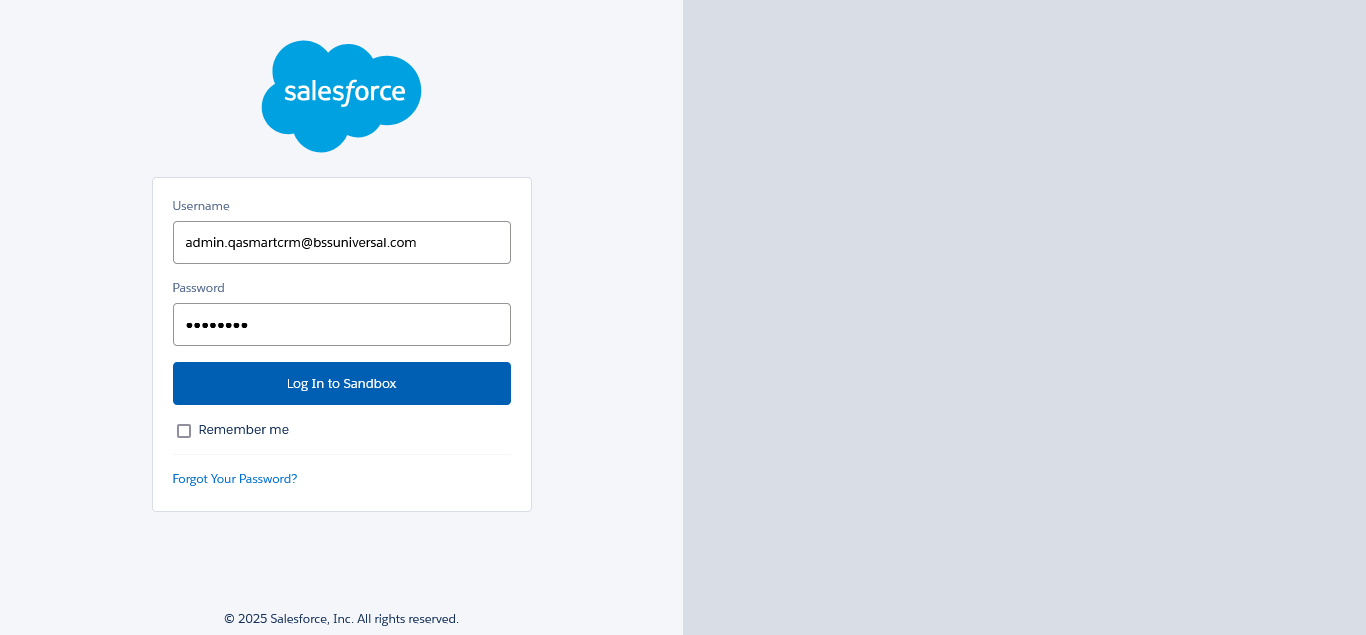 salesforce
Username
admin.qasmartcrm@bssuniversal.com
Password
••••••••
Log In to Sandbox
Remember me
Forgot Your Password?
© 2025 Salesforce, Inc. All rights reserved.